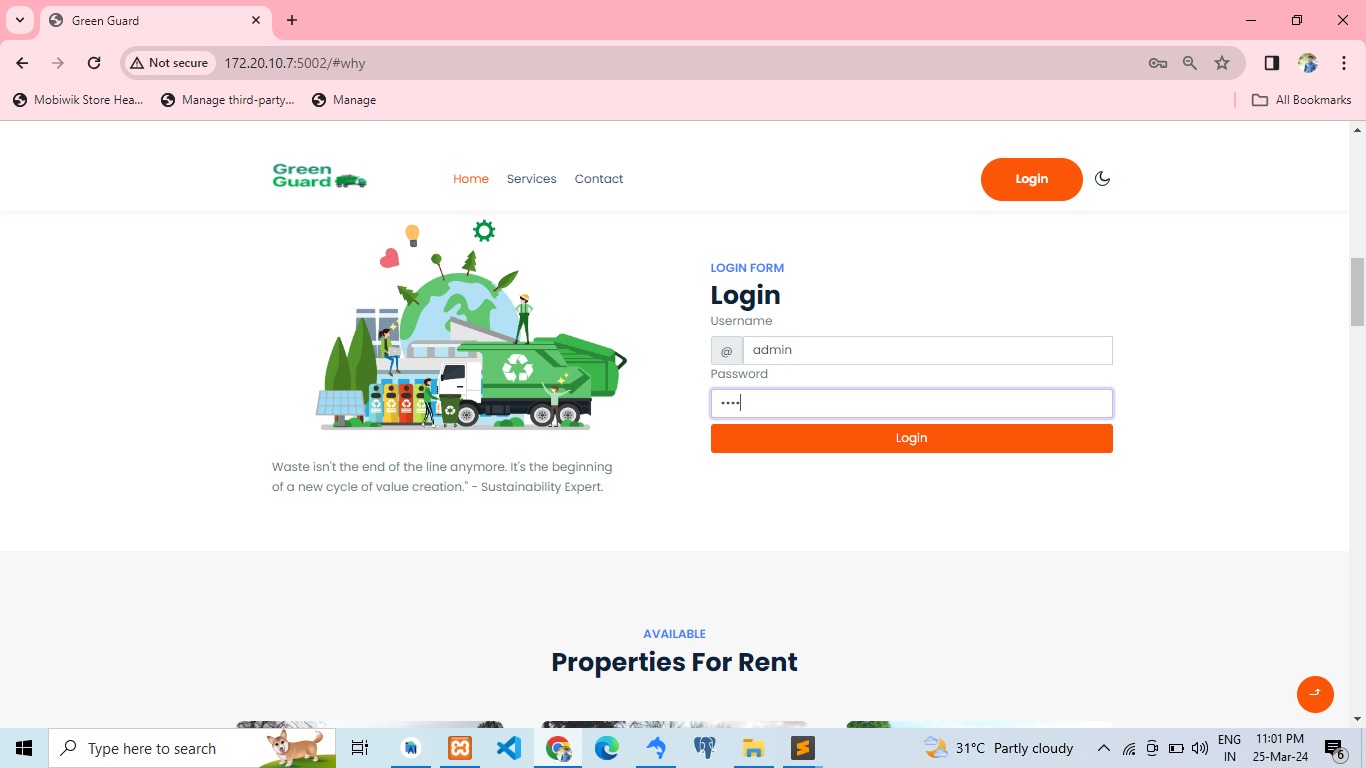 Green Guard
Not secure
172.20.10.7:5002/#why
Mobiwik Store Hea...
Manage third-party...
Manage
All Bookmarks
Green
Guard
Home
Services
Contact
Login
LOGIN FORM
Login
Username
@
admin
Password
••••
Login
Waste isn't the end of the line anymore. It's the beginning
of a new cycle of value creation." - Sustainability Expert.
AVAILABLE
Properties For Rent
Type here to search
31°C Partly cloudy
ENG
IN
11:01 PM
25-Mar-24
6